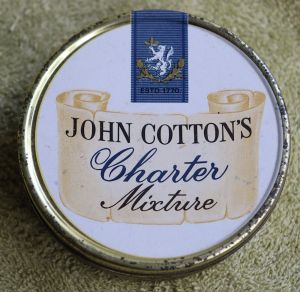 ESTD. 1770
JOHN COTTON'S
Charter
Mixture